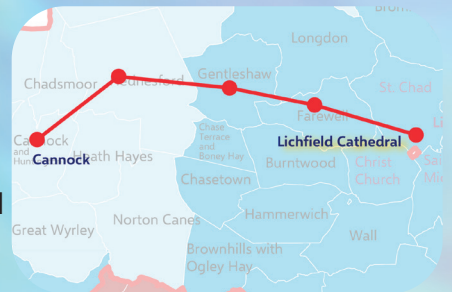 Longdon
Gentleshaw
Chadsmoor
St. Chad
Farewell
Chase
Terrace
and
Boney Hay
Lichfield Cathedral
Cannock
Heath Hayes
Burntwood
Christ
Church
Chasetown
Norton Canes
Hammerwich
Great Wyrley
Wall
Brownhills with
Ogley Hay